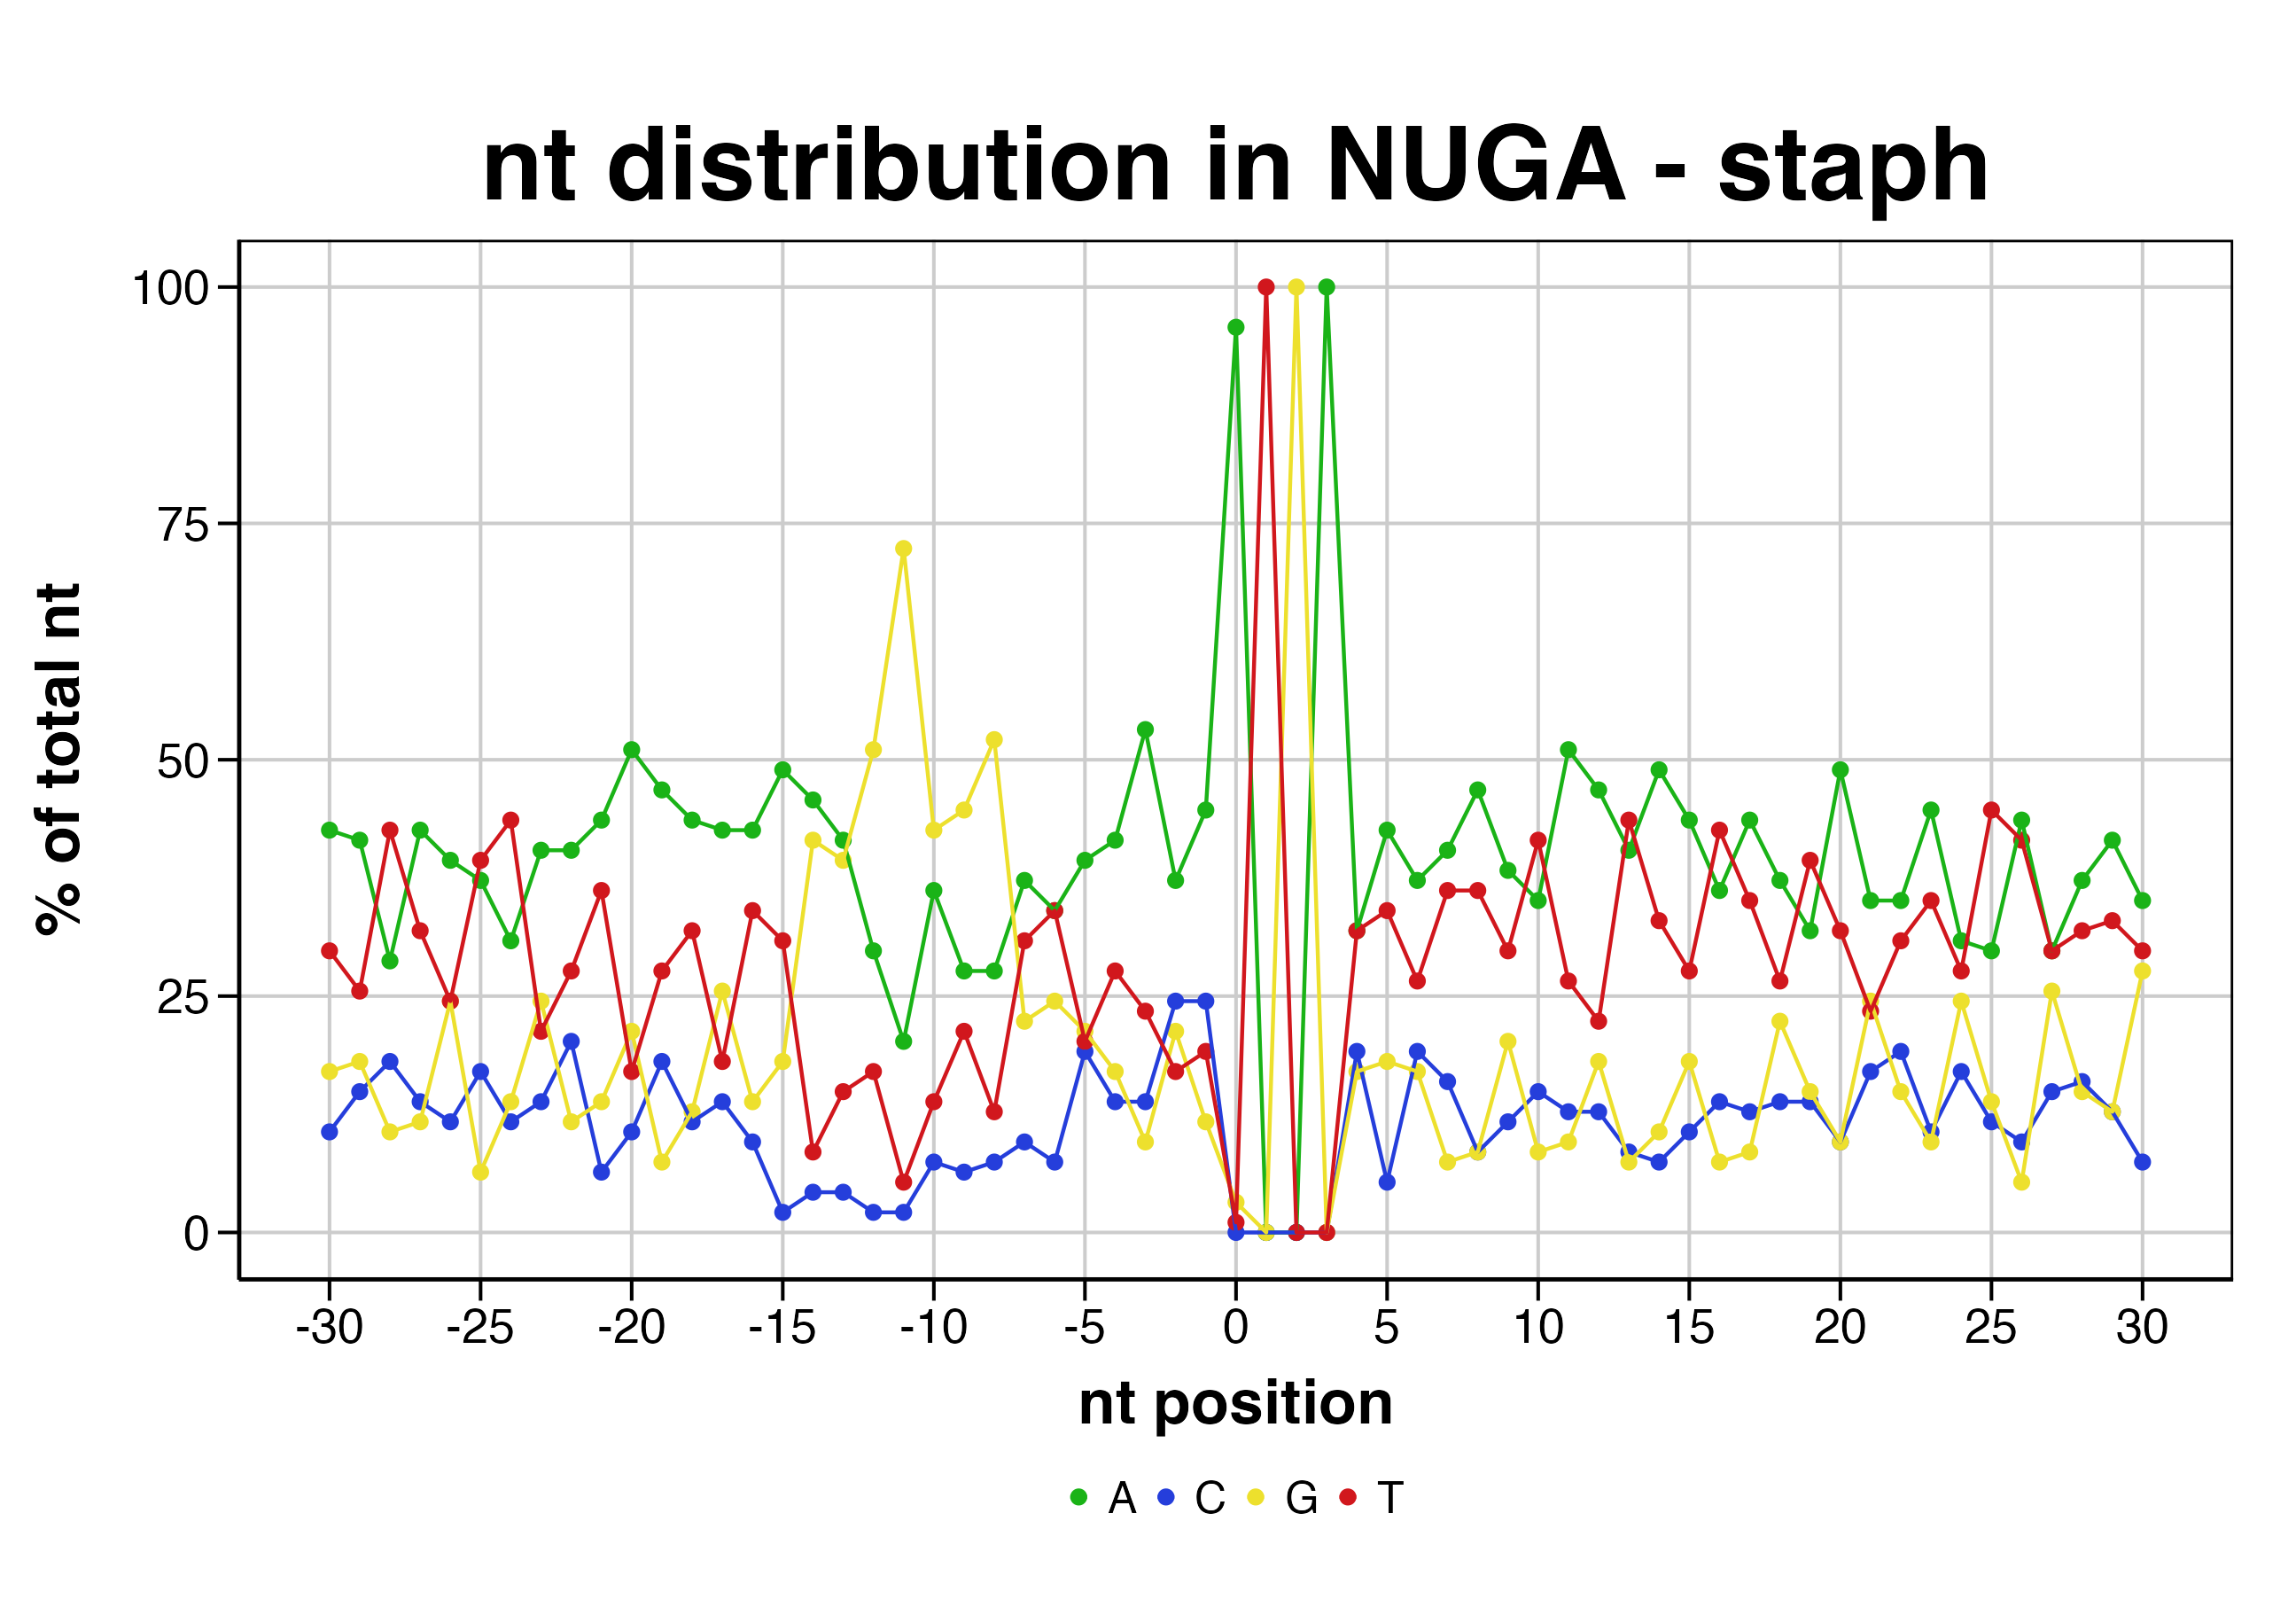 nt distribution in NUGA - staph
% of total nt
100
75
50
25
0
-30 -25 -20 -15 -10 -5 0 5 10 15 20 25 30
nt position
A C G T